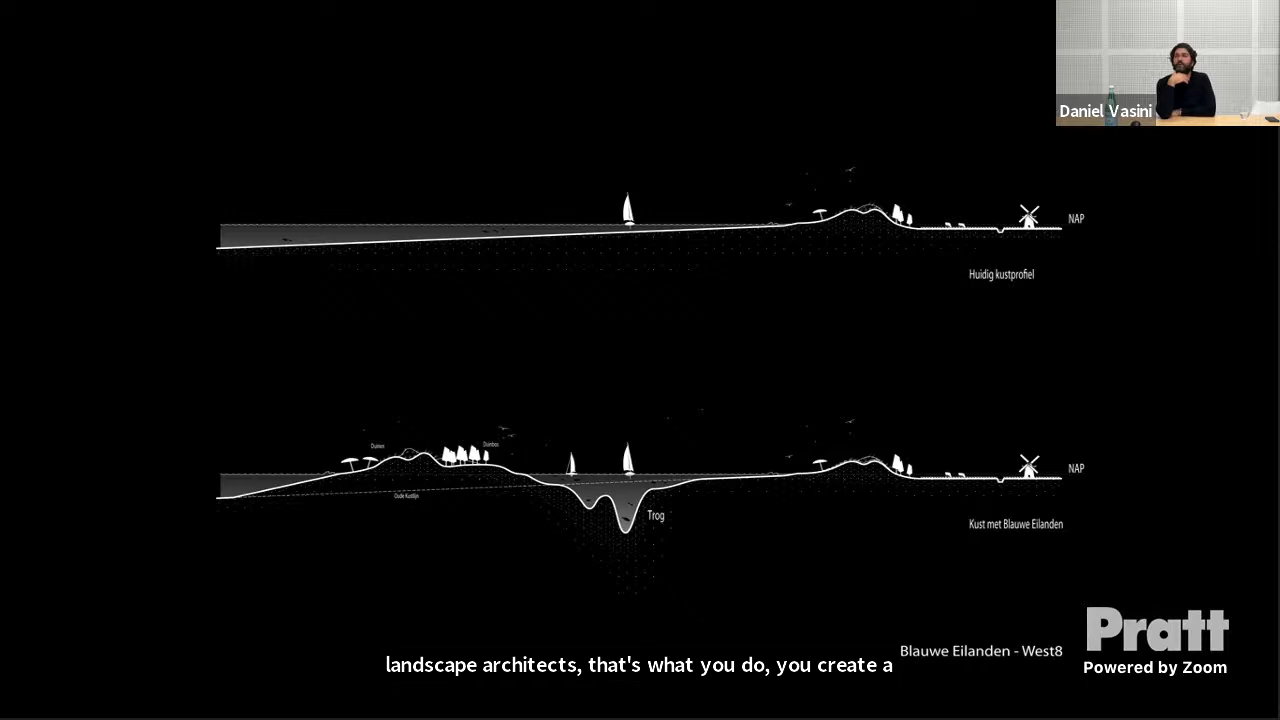 Daniel Vasini
NAP
Huidig kustprofiel
Duinen
Duinbos
NAP
Oude Kustlijn
Trog
Kust met Blauwe Eilanden
Pratt
Blauwe Eilanden - West8
landscape architects, that's what you do, you create a
Powered by Zoom